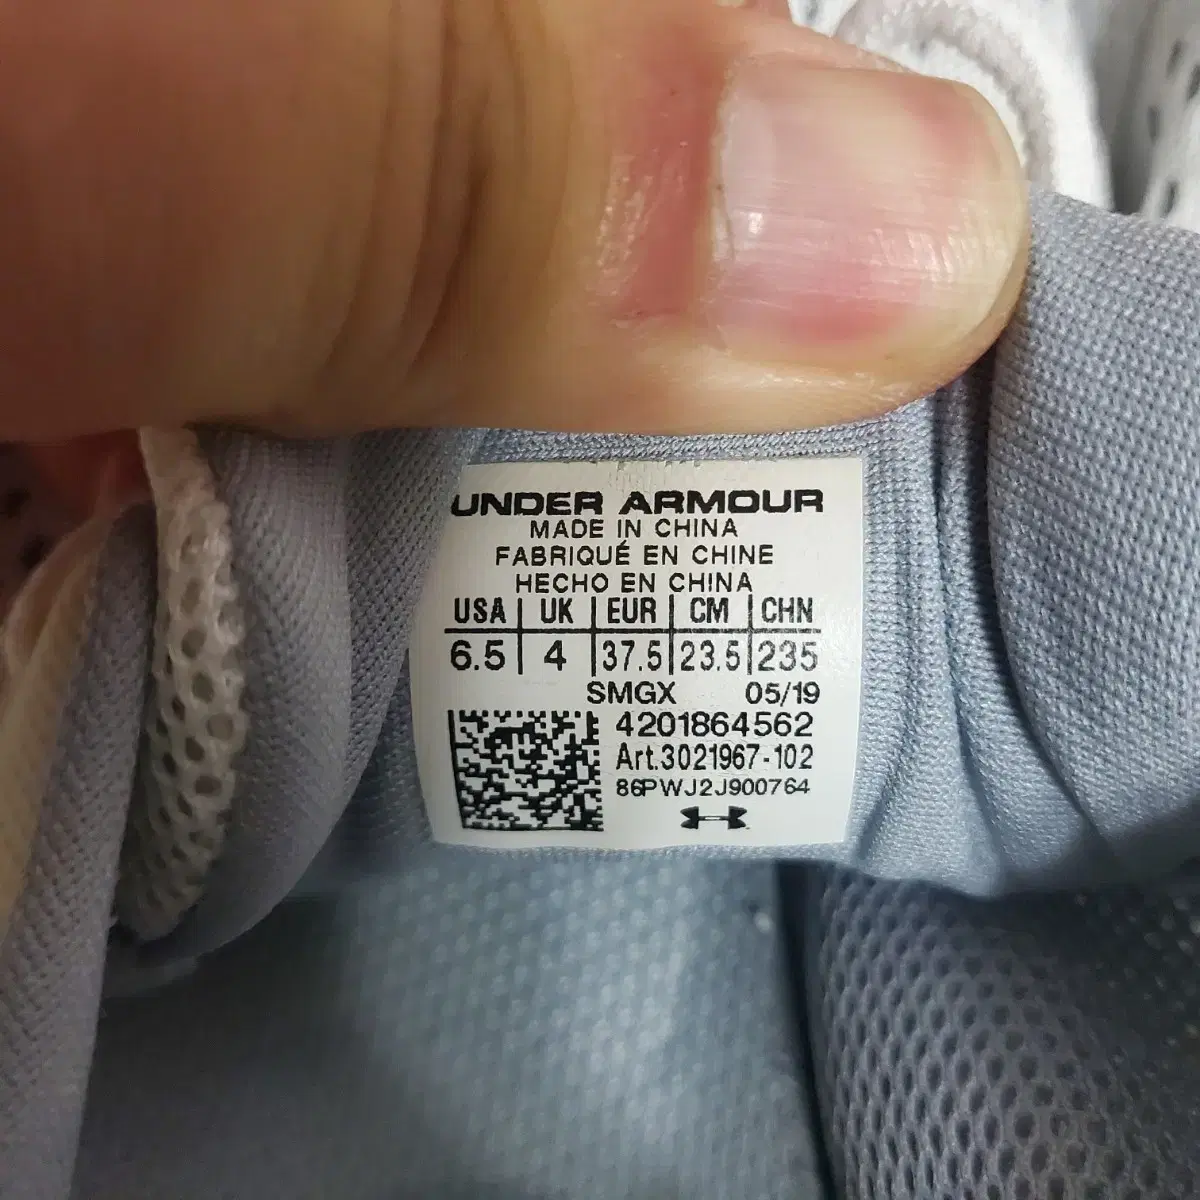 UNDER ARMOUR
MADE IN CHINA
FABRIQUÉ EN CHINE
HECHO EN CHINA
USA | UK | EUR | CM | CHN
6.5 | 4 | 37.5 | 23.5 | 235
SMGX 05/19
4201864562
Art.3021967-102
86PWJ2J900764